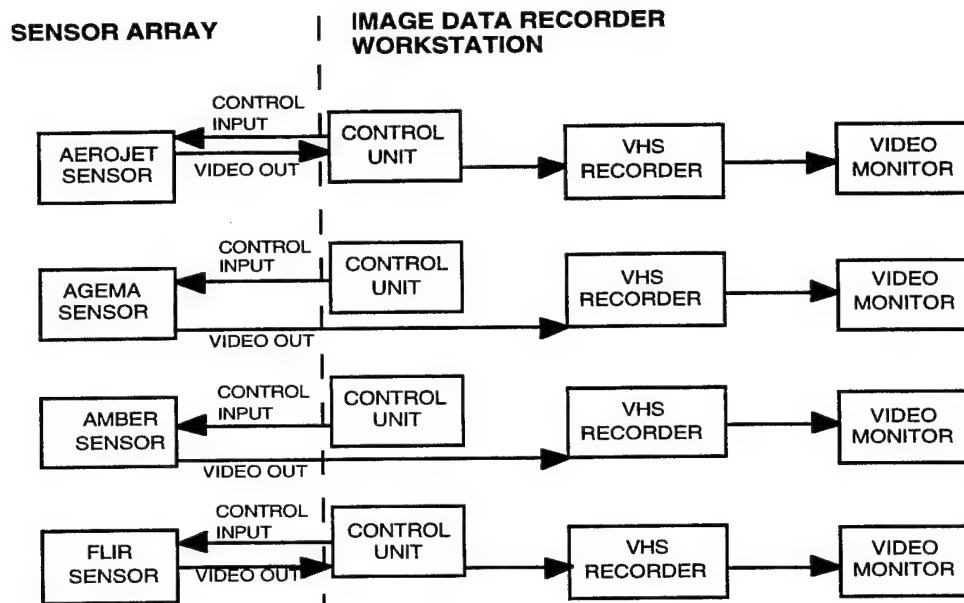 SENSOR ARRAY
IMAGE DATA RECORDER
WORKSTATION
CONTROL
INPUT
AEROJET
SENSOR
VIDEO OUT
CONTROL
UNIT
VHS
RECORDER
VIDEO
MONITOR
CONTROL
INPUT
AGEMA
SENSOR
VIDEO OUT
CONTROL
UNIT
VHS
RECORDER
VIDEO
MONITOR
CONTROL
INPUT
AMBER
SENSOR
VIDEO OUT
CONTROL
UNIT
VHS
RECORDER
VIDEO
MONITOR
CONTROL
INPUT
FLIR
SENSOR
VIDEO OUT
CONTROL
UNIT
VHS
RECORDER
VIDEO
MONITOR